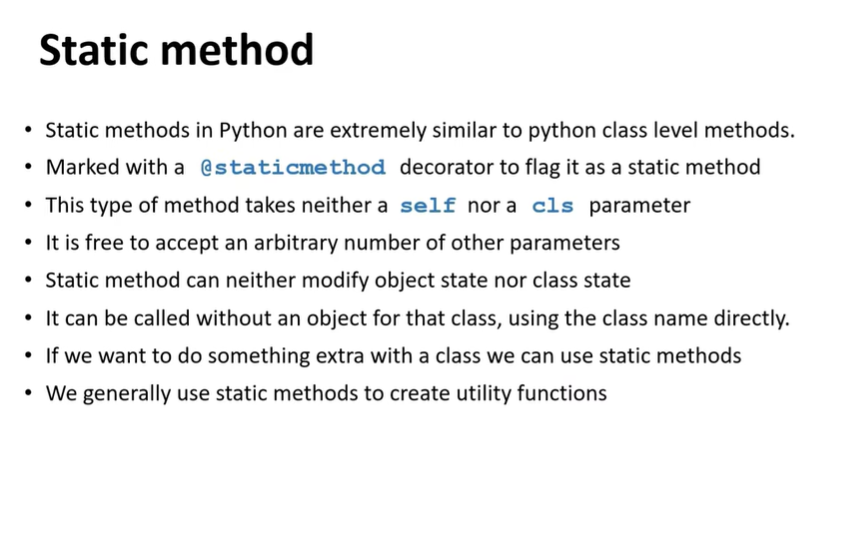 Static method
• Static methods in Python are extremely similar to python class level methods.
• Marked with a @staticmethod decorator to flag it as a static method
• This type of method takes neither a self nor a cls parameter
• It is free to accept an arbitrary number of other parameters
• Static method can neither modify object state nor class state
• It can be called without an object for that class, using the class name directly.
• If we want to do something extra with a class we can use static methods
• We generally use static methods to create utility functions